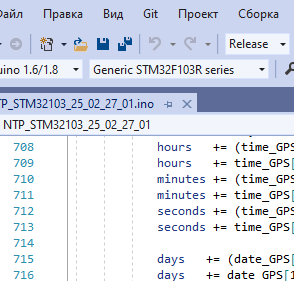 Правка Вид Git Проект Сборка
Release
uino 1.6/1.8 Generic STM32F103R series
TP_STM32103_25_02_27_01.ino
NTP_STM32103_25_02_27_01
708 hours += (time_GPS
709 hours += time_GPS[
710 minutes += (time_GPS
711 minutes += time_GPS[
712 seconds += (time_GPS
713 seconds += time_GPS[
714
715 days += (date_GPS[
716 days += date GPS[1